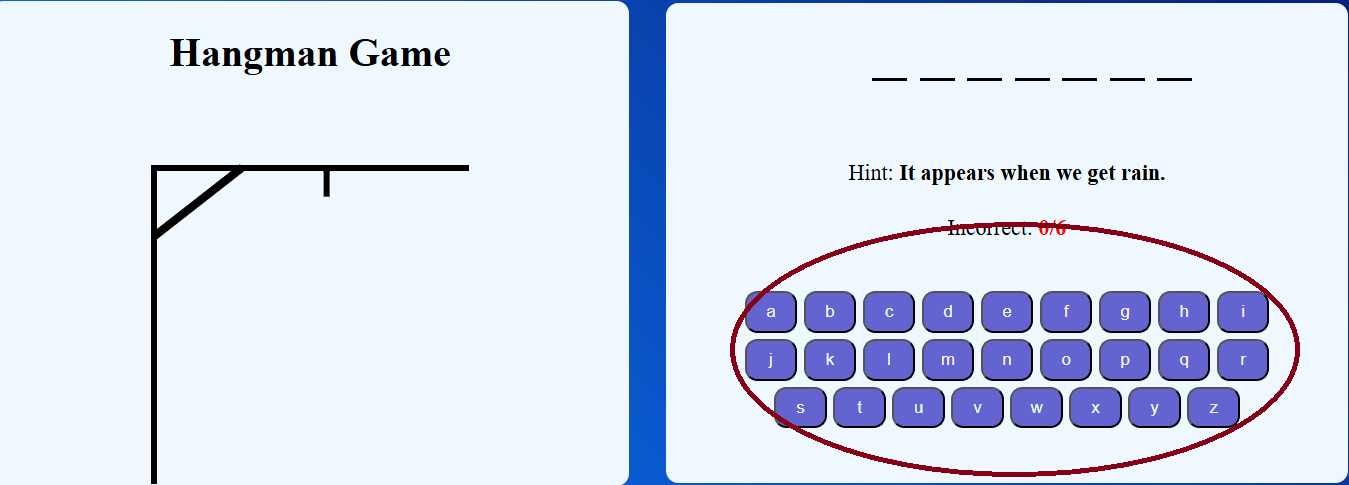 Hangman Game
_ _ _ _ _ _ _
Hint: It appears when we get rain.
Incorrect: 0/6
a b c d e f g h i
j k l m n o p q r
s t u v w x y z